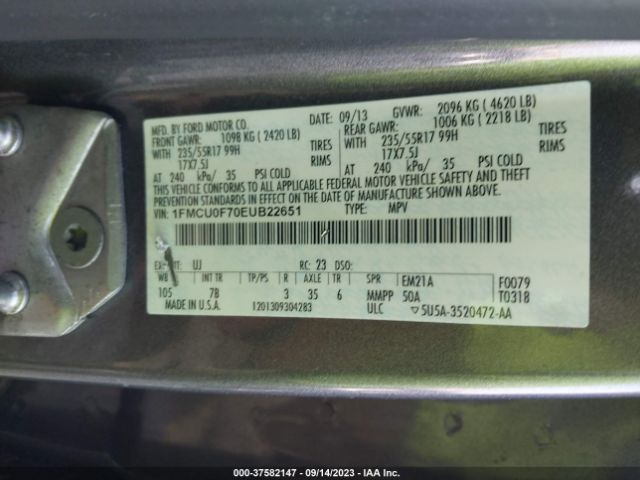 MFD. BY FORD MOTOR CO.
DATE: 09/13 GVWR: 2096 KG ( 4620 LB)
FRONT GAWR: 1098 KG ( 2420 LB) REAR GAWR: 1006 KG ( 2218 LB)
WITH 235/55R17 99H TIRES WITH 235/55R17 99H TIRES
17X7.5J RIMS 17X7.5J RIMS
AT 240 kPa/ 35 PSI COLD AT 240 kPa/ 35 PSI COLD
THIS VEHICLE CONFORMS TO ALL APPLICABLE FEDERAL MOTOR VEHICLE SAFETY AND THEFT
PREVENTION STANDARDS IN EFFECT ON THE DATE OF MANUFACTURE SHOWN ABOVE.
VIN: 1FMCU0F70EUB22651 TYPE: MPV
UJ RC: 23 DSO:
WB INT TR TP/PS R AXLE TR SPR EM21A F0079
105 7B 3 35 6 MMPP 50A T0318
MADE IN U.S.A. 1201309304283 ULC 5U5A-3520472-AA
000-37582147 - 09/14/2023 - IAA Inc.